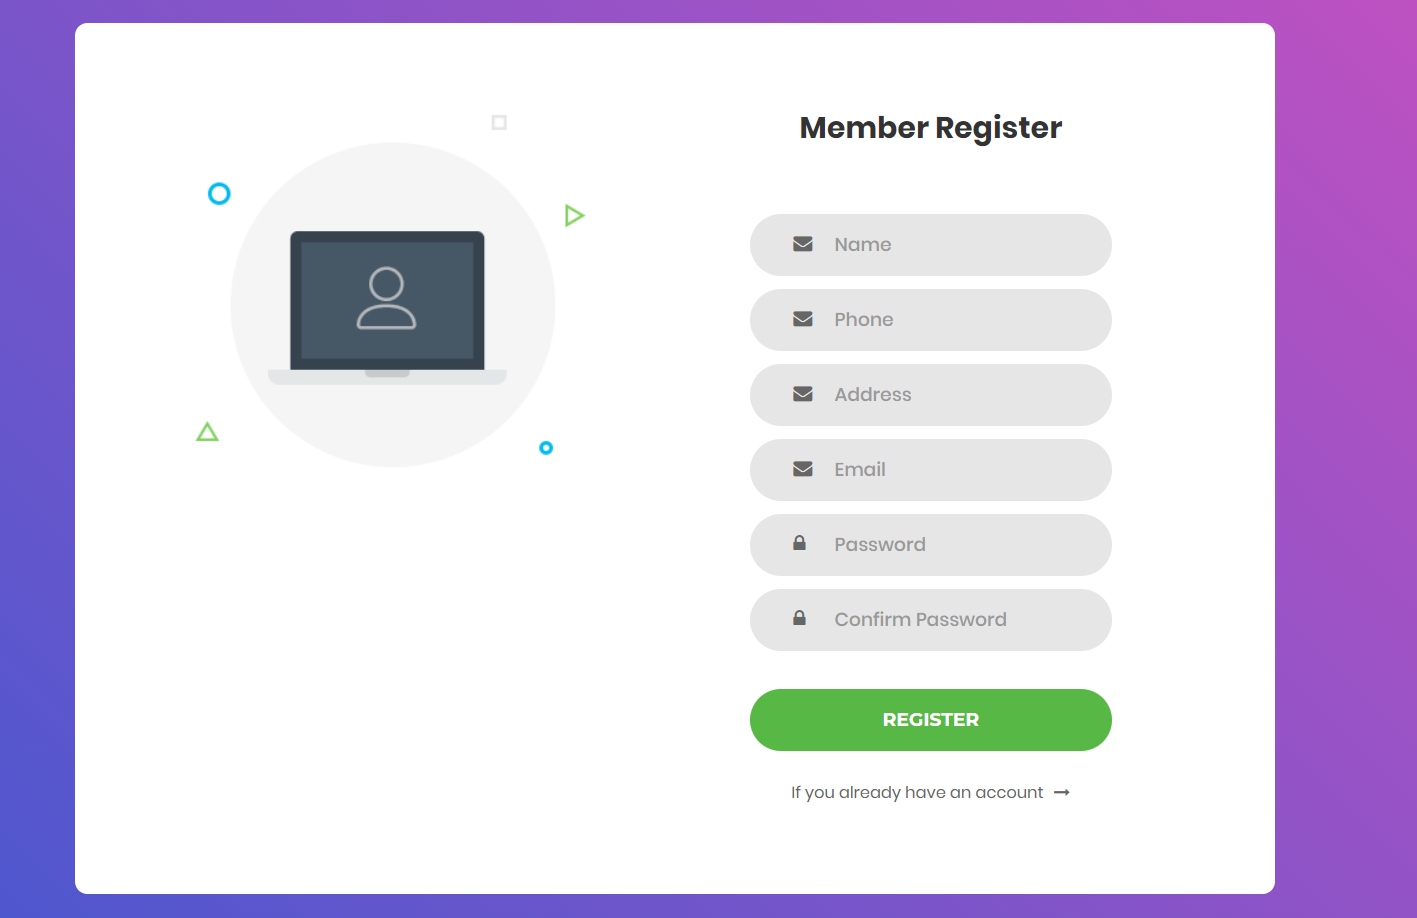 Member Register
Name
Phone
Address
Email
Password
Confirm Password
REGISTER
If you already have an account →